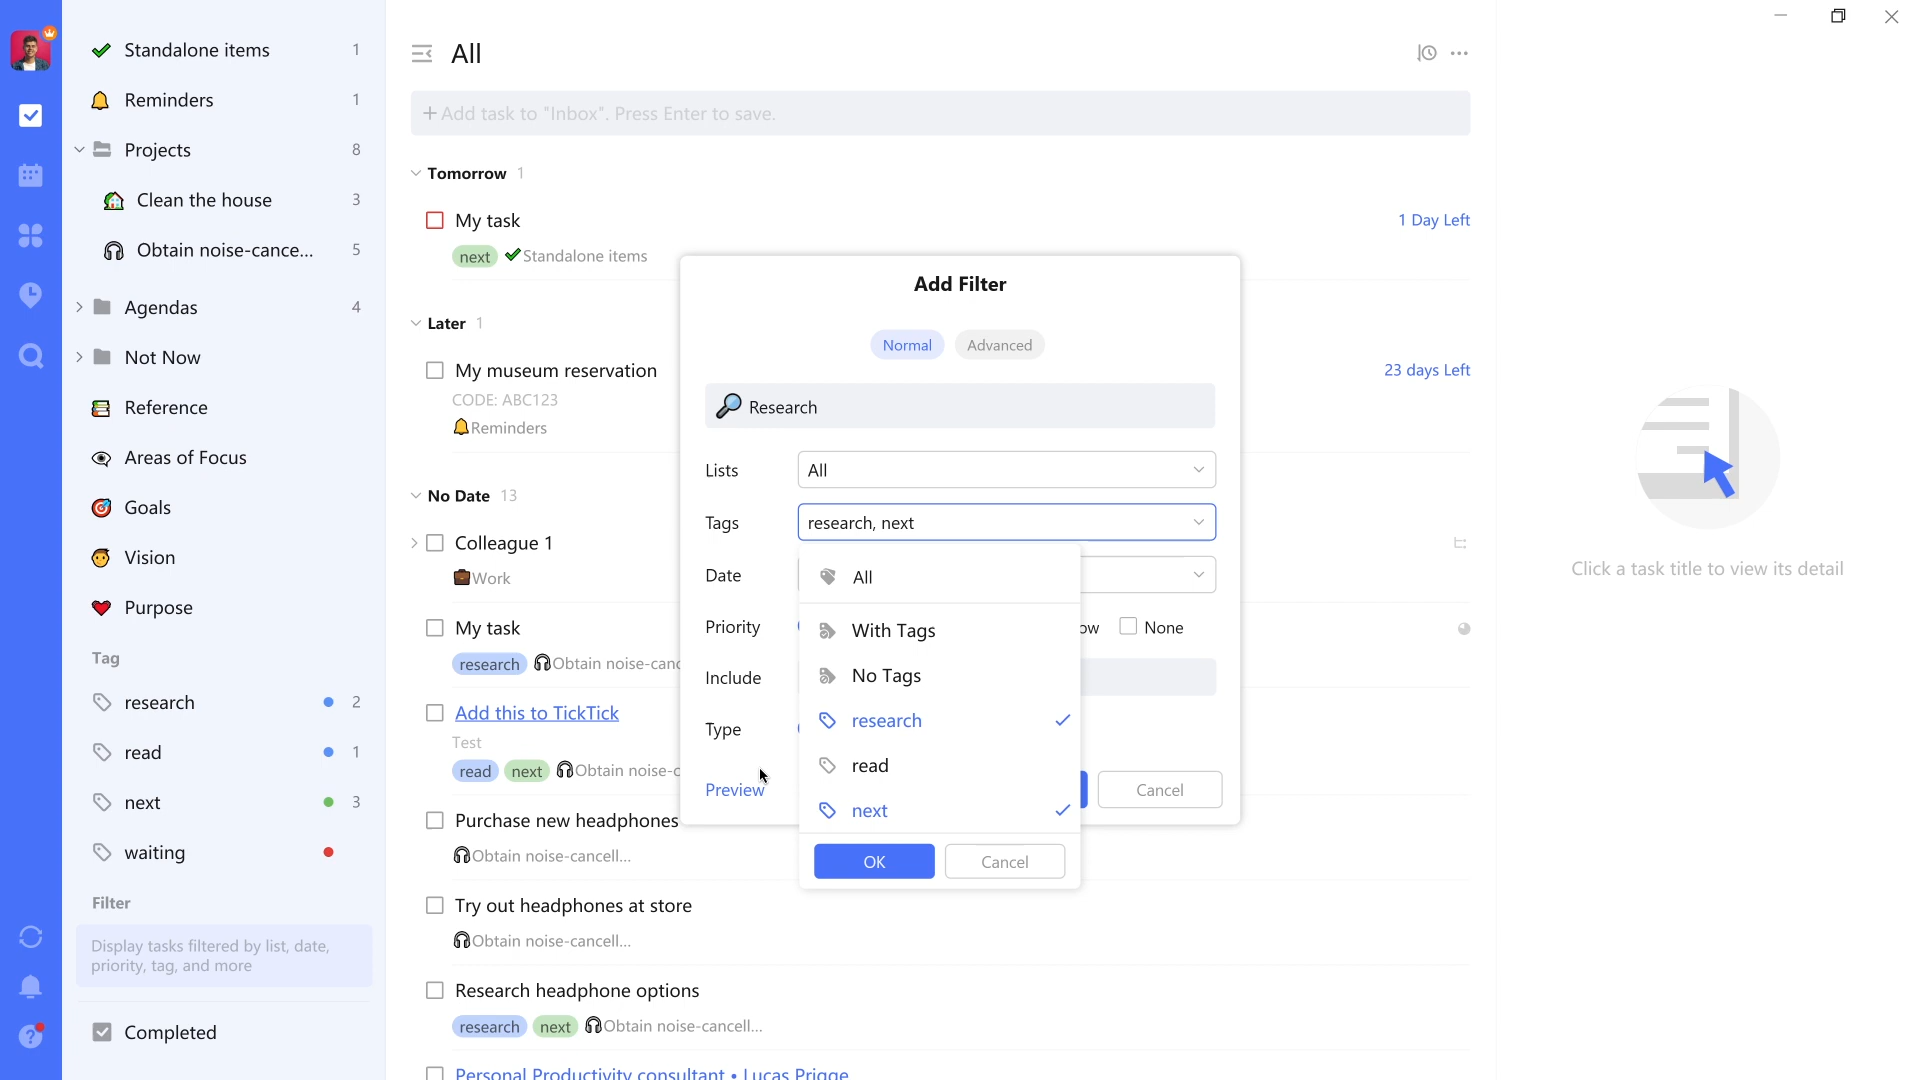 Standalone items 1
Reminders 1
Projects 8
Clean the house 3
Obtain noise-cance... 5
Agendas 4
Not Now
Reference
Areas of Focus
Goals
Vision
Purpose
Tag
research 2
read 1
next 3
waiting
Filter
Display tasks filtered by list, date,
priority, tag, and more
Completed
All
+ Add task to "Inbox". Press Enter to save.
Tomorrow 1
My task 1 Day Left
next Standalone items
Later 1
My museum reservation 23 days Left
CODE: ABC123
Reminders
No Date 13
Colleague 1
Work
My task
research Obtain noise-canc
Add this to TickTick
Test
read next Obtain noise-c
Purchase new headphones
Obtain noise-cancell...
Try out headphones at store
Obtain noise-cancell...
Research headphone options
research next Obtain noise-cancell...
Personal Productivity consultant • Lucas Prigge
Add Filter
Normal Advanced
Research
Lists All
Tags research, next
Date
Priority ow None
Include
Type
Preview Cancel
All
With Tags
No Tags
research
read
next
OK Cancel
Click a task title to view its detail